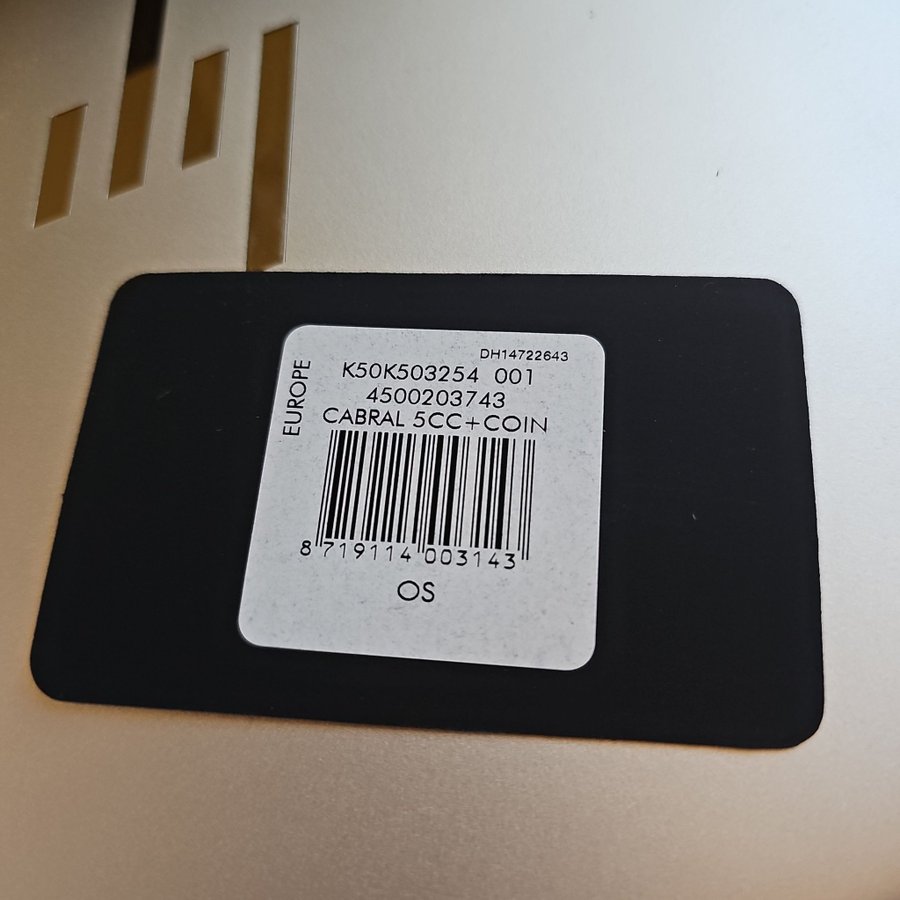 DH14722643
EUROPE
K50K503254 001
4500203743
CABRAL 5CC+COIN
8 719114 003143
OS